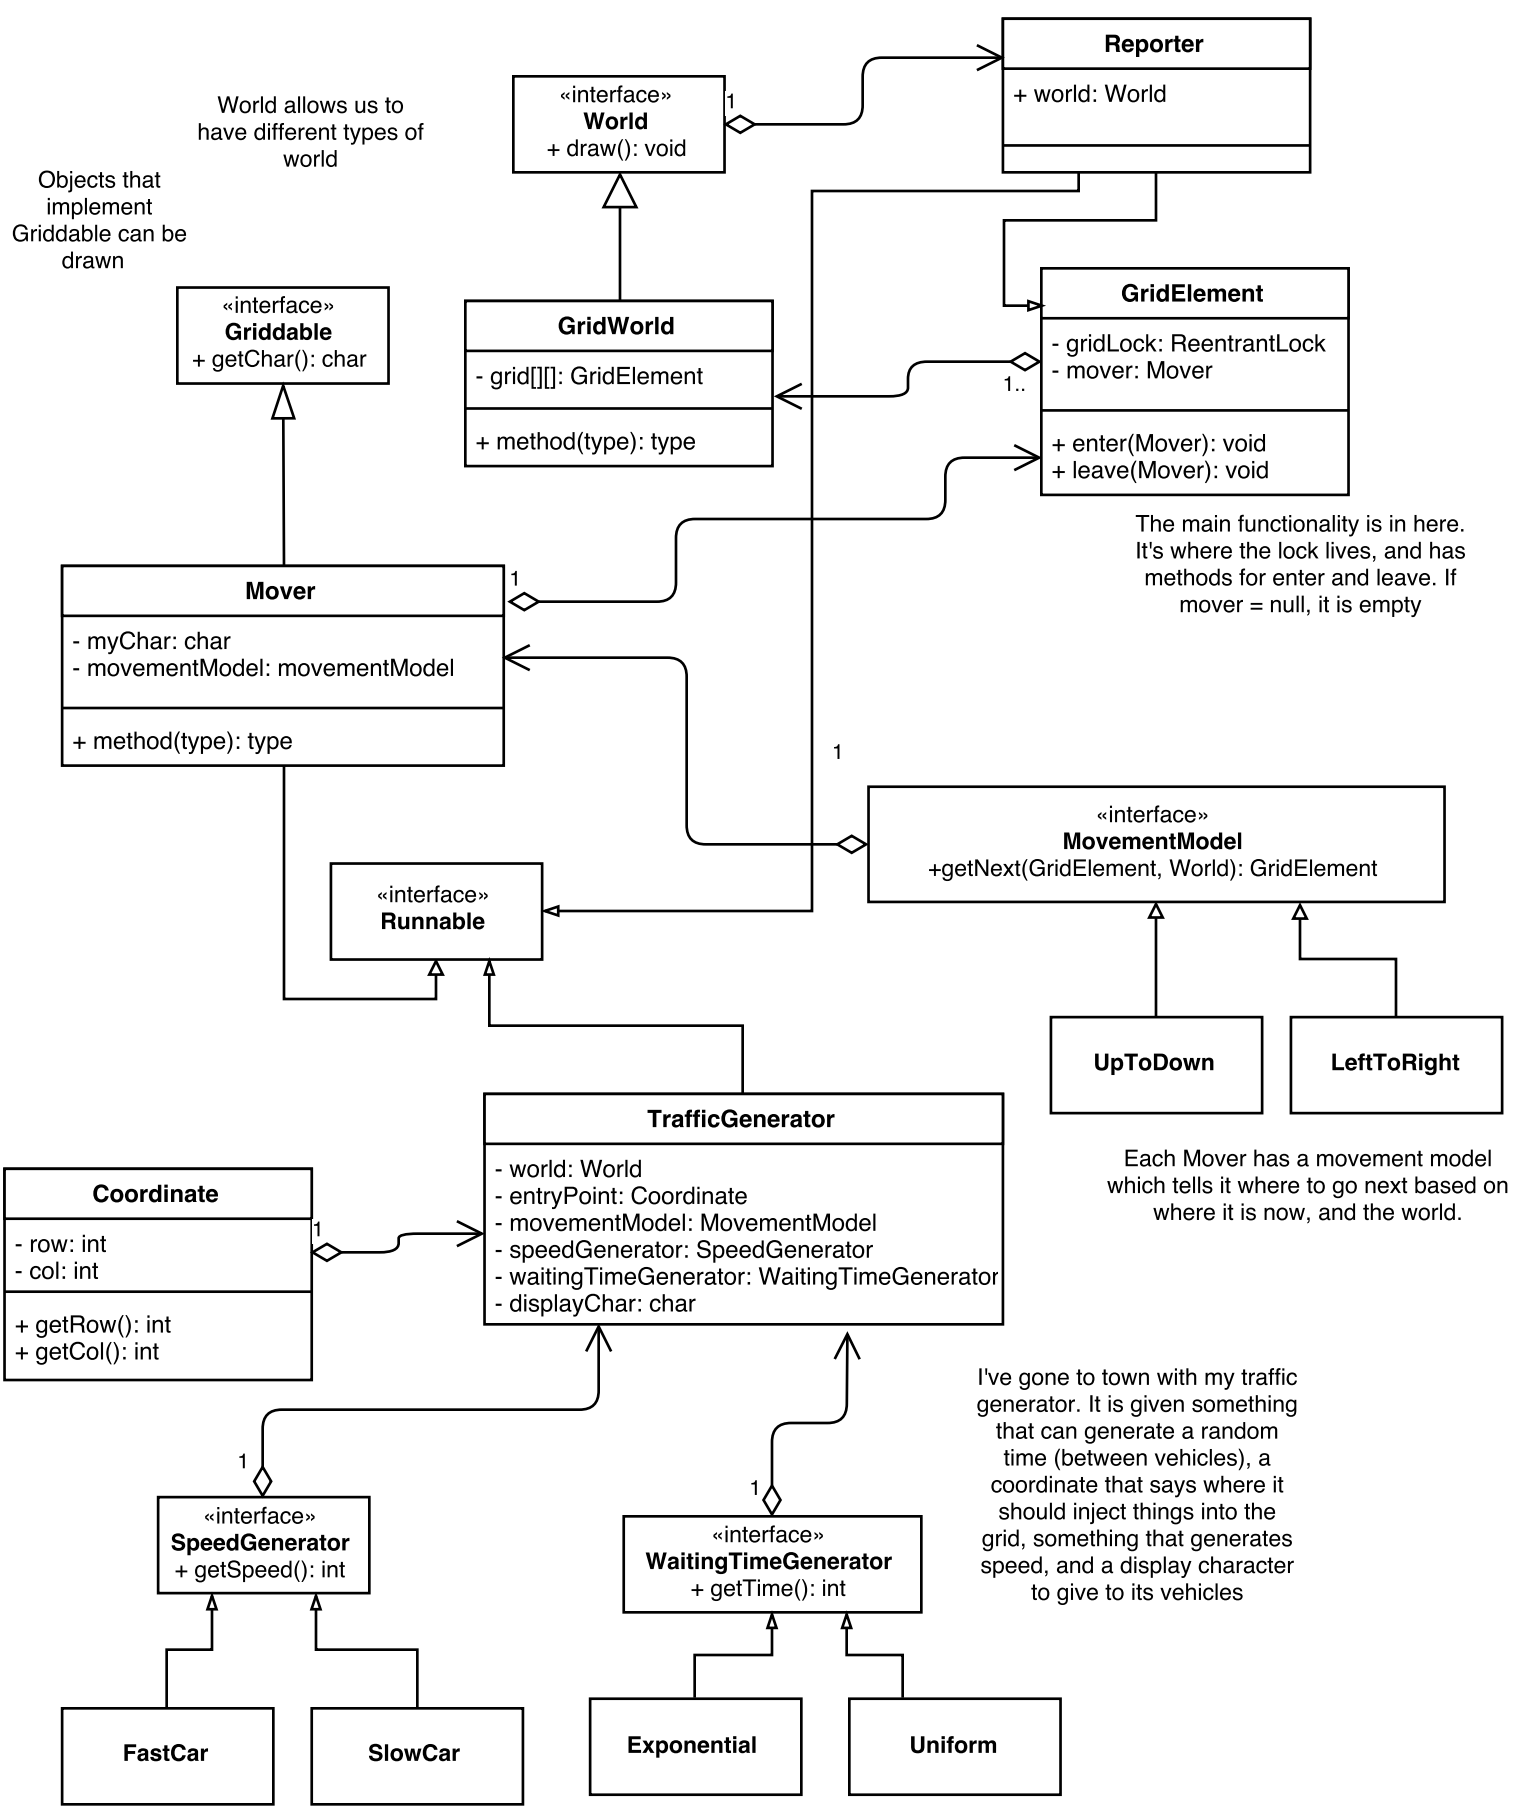 Reporter
+ world: World
1
«interface»
World
+ draw(): void
World allows us to
have different types of
world
Objects that
implement
Griddable can be
drawn
«interface»
Griddable
+ getChar(): char
GridWorld
- grid[][]: GridElement
+ method(type): type
GridElement
- gridLock: ReentrantLock
- mover: Mover
1..
+ enter(Mover): void
+ leave(Mover): void
The main functionality is in here.
It's where the lock lives, and has
methods for enter and leave. If
mover = null, it is empty
Mover
1
- myChar: char
- movementModel: movementModel
+ method(type): type
1
«interface»
MovementModel
+getNext(GridElement, World): GridElement
«interface»
Runnable
UpToDown
LeftToRight
Each Mover has a movement model
which tells it where to go next based on
where it is now, and the world.
TrafficGenerator
- world: World
- entryPoint: Coordinate
- movementModel: MovementModel
- speedGenerator: SpeedGenerator
- waitingTimeGenerator: WaitingTimeGenerator
- displayChar: char
Coordinate
1
- row: int
- col: int
+ getRow(): int
+ getCol(): int
I've gone to town with my traffic
generator. It is given something
that can generate a random
time (between vehicles), a
coordinate that says where it
should inject things into the
grid, something that generates
speed, and a display character
to give to its vehicles
1
«interface»
SpeedGenerator
+ getSpeed(): int
1
«interface»
WaitingTimeGenerator
+ getTime(): int
FastCar
SlowCar
Exponential
Uniform